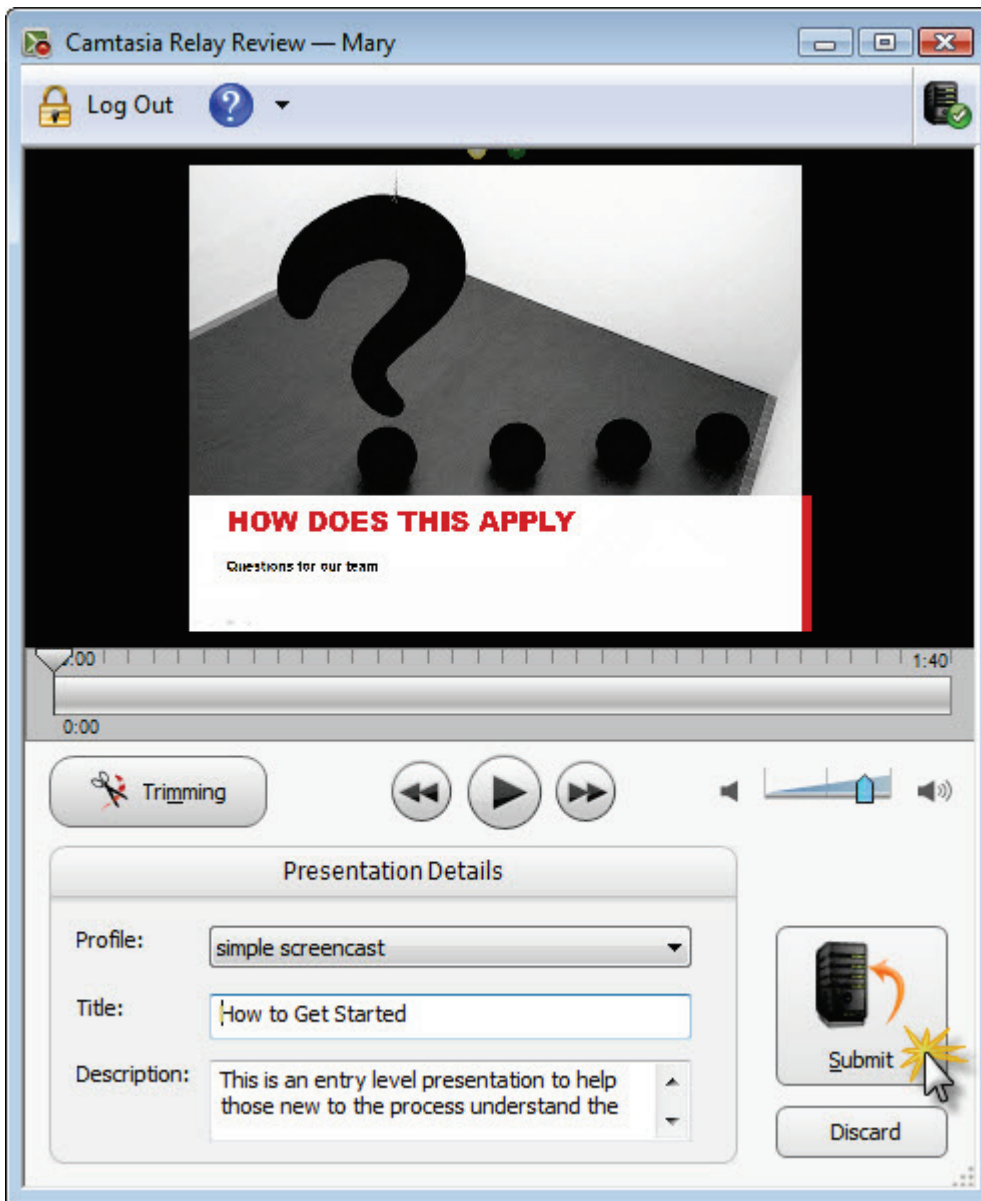 Camtasia Relay Review — Mary
Log Out
HOW DOES THIS APPLY
Questions for our team
:00 1:40
0:00
Trimming
Presentation Details
Profile: simple screencast
Title: How to Get Started
Description: This is an entry level presentation to help
those new to the process understand the
Submit
Discard